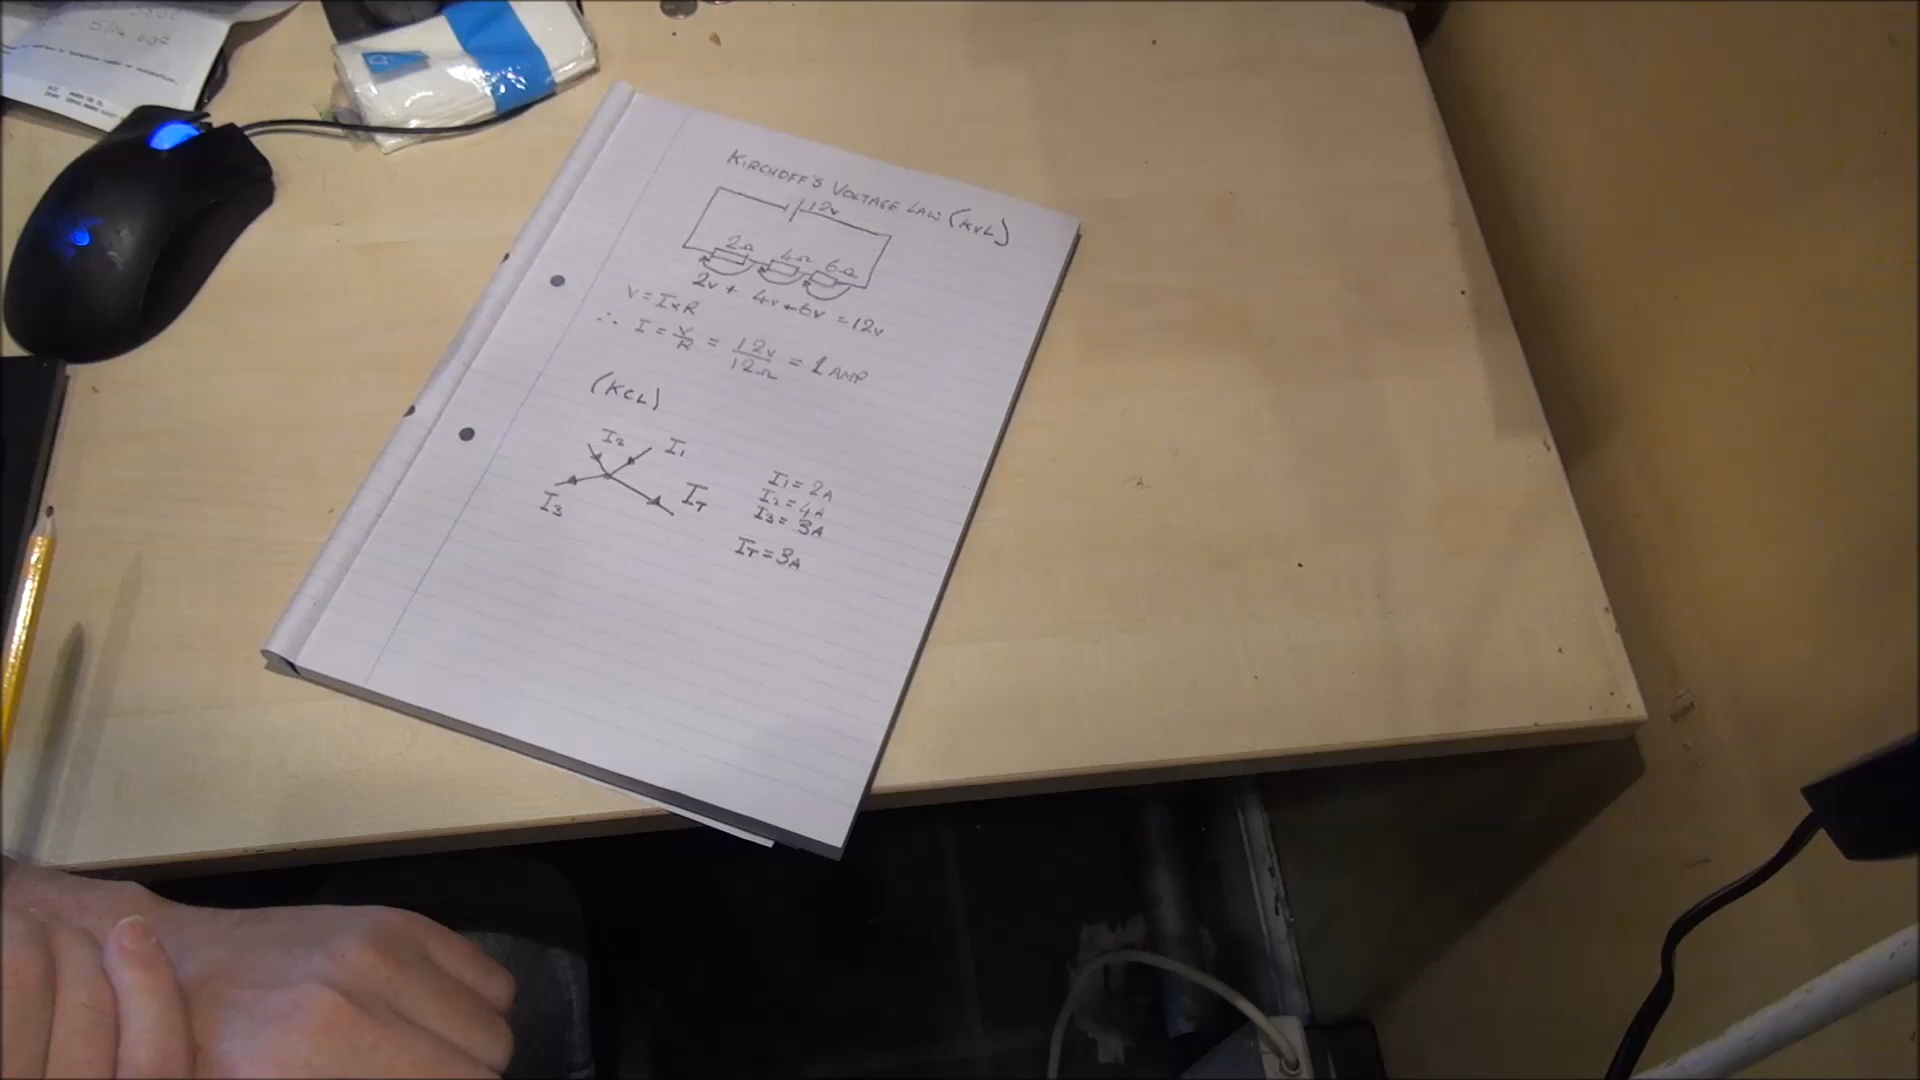 KIRCHOFF'S VOLTAGE LAW (KVL)
12v
2Ω 4Ω 6Ω
2v + 4v + 6v = 12v
V = I × R
∴ I = V/R = 12v/12Ω = 1 AMP
(KCL)
I2 I1
I3 IT
I1 = 2A
I2 = 4A
I3 = 3A
IT = 3A